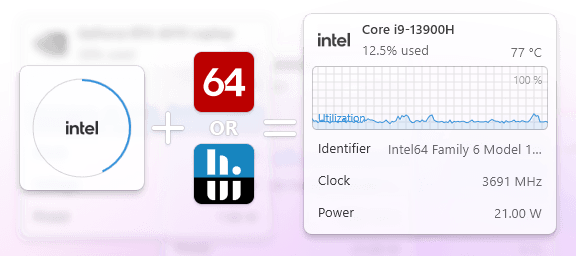 intel
64
OR
intel
Core i9-13900H
12.5% used
77 °C
100 %
Utilization
Identifier
Intel64 Family 6 Model 1...
Clock
3691 MHz
Power
21.00 W